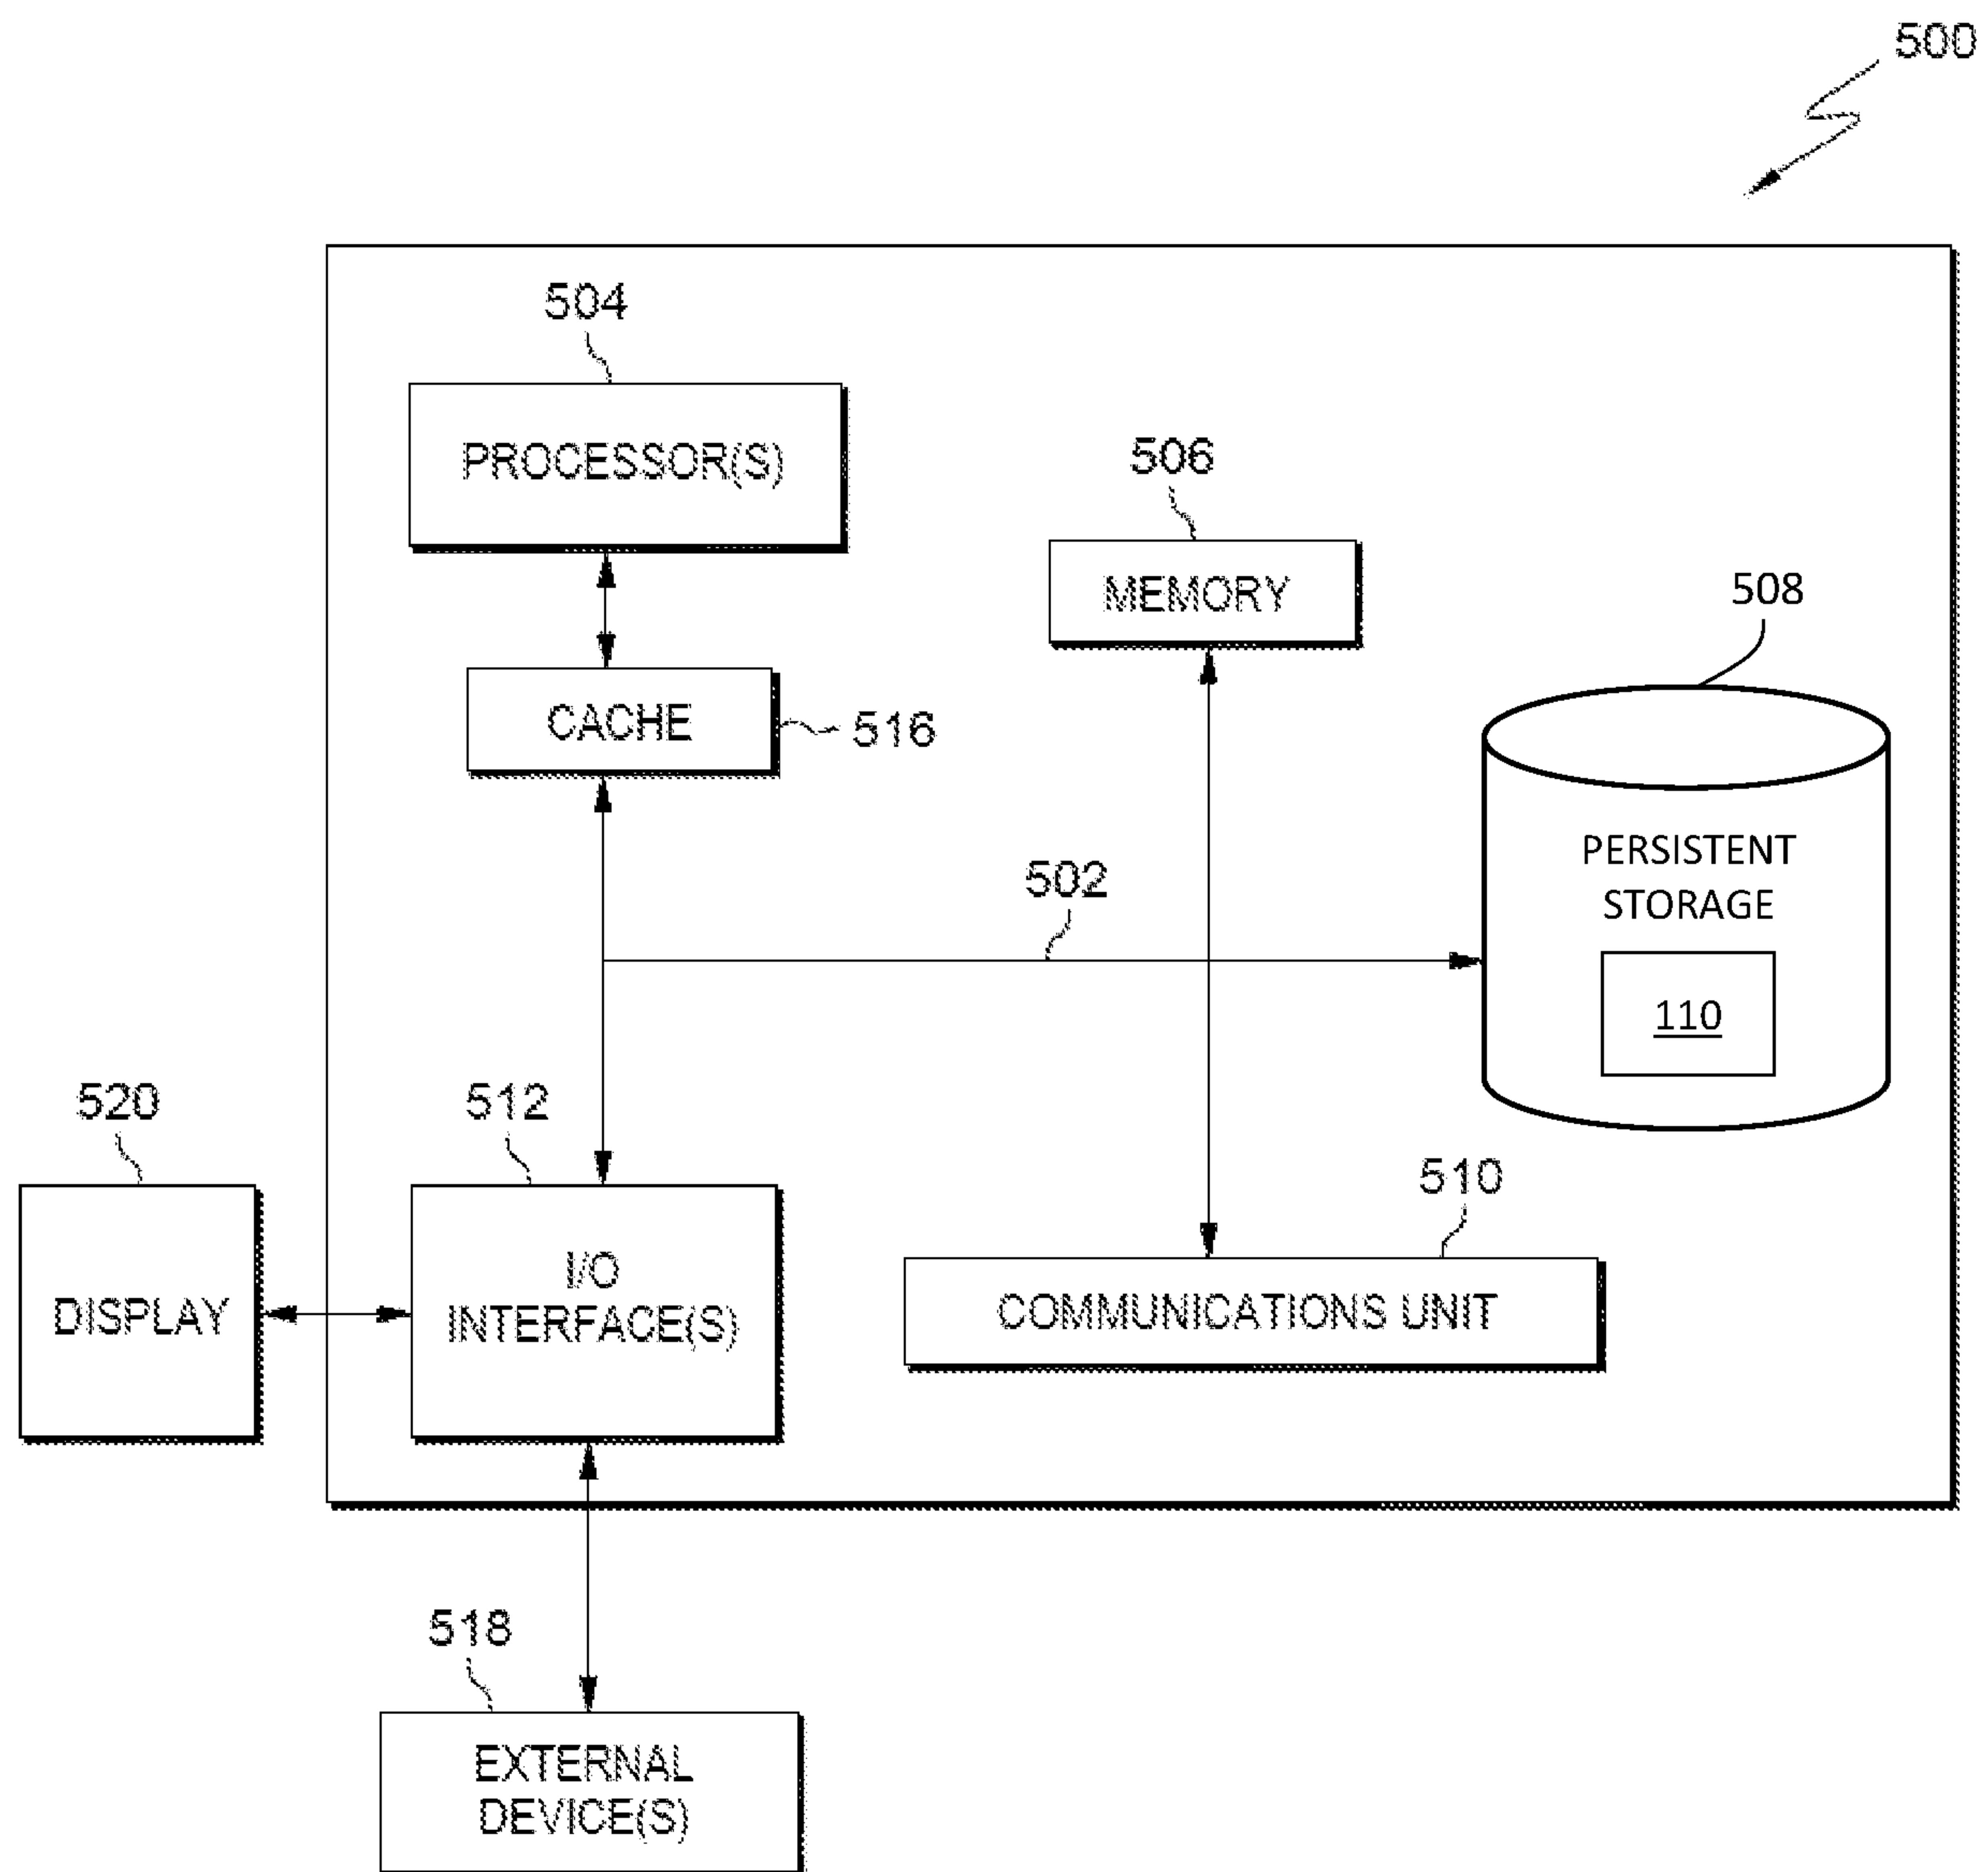 500
504
PROCESSOR(S)
506
MEMORY
508
CACHE
516
PERSISTENT
STORAGE
502
110
520
512
510
DISPLAY
I/O
INTERFACE(S)
COMMUNICATIONS UNIT
518
EXTERNAL
DEVICE(S)